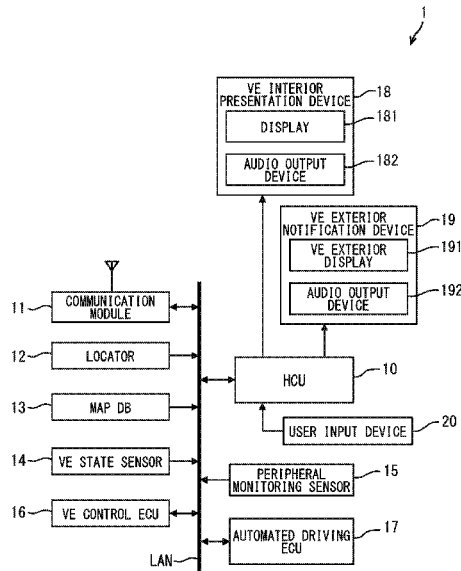 1
VE INTERIOR
PRESENTATION DEVICE
18
DISPLAY
181
AUDIO OUTPUT
DEVICE
182
VE EXTERIOR
NOTIFICATION DEVICE
19
VE EXTERIOR
DISPLAY
191
AUDIO OUTPUT
DEVICE
192
COMMUNICATION
MODULE
11
LOCATOR
12
HCU
10
MAP DB
13
USER INPUT DEVICE
20
VE STATE SENSOR
14
PERIPHERAL
MONITORING SENSOR
15
VE CONTROL ECU
16
AUTOMATED DRIVING
ECU
17
LAN